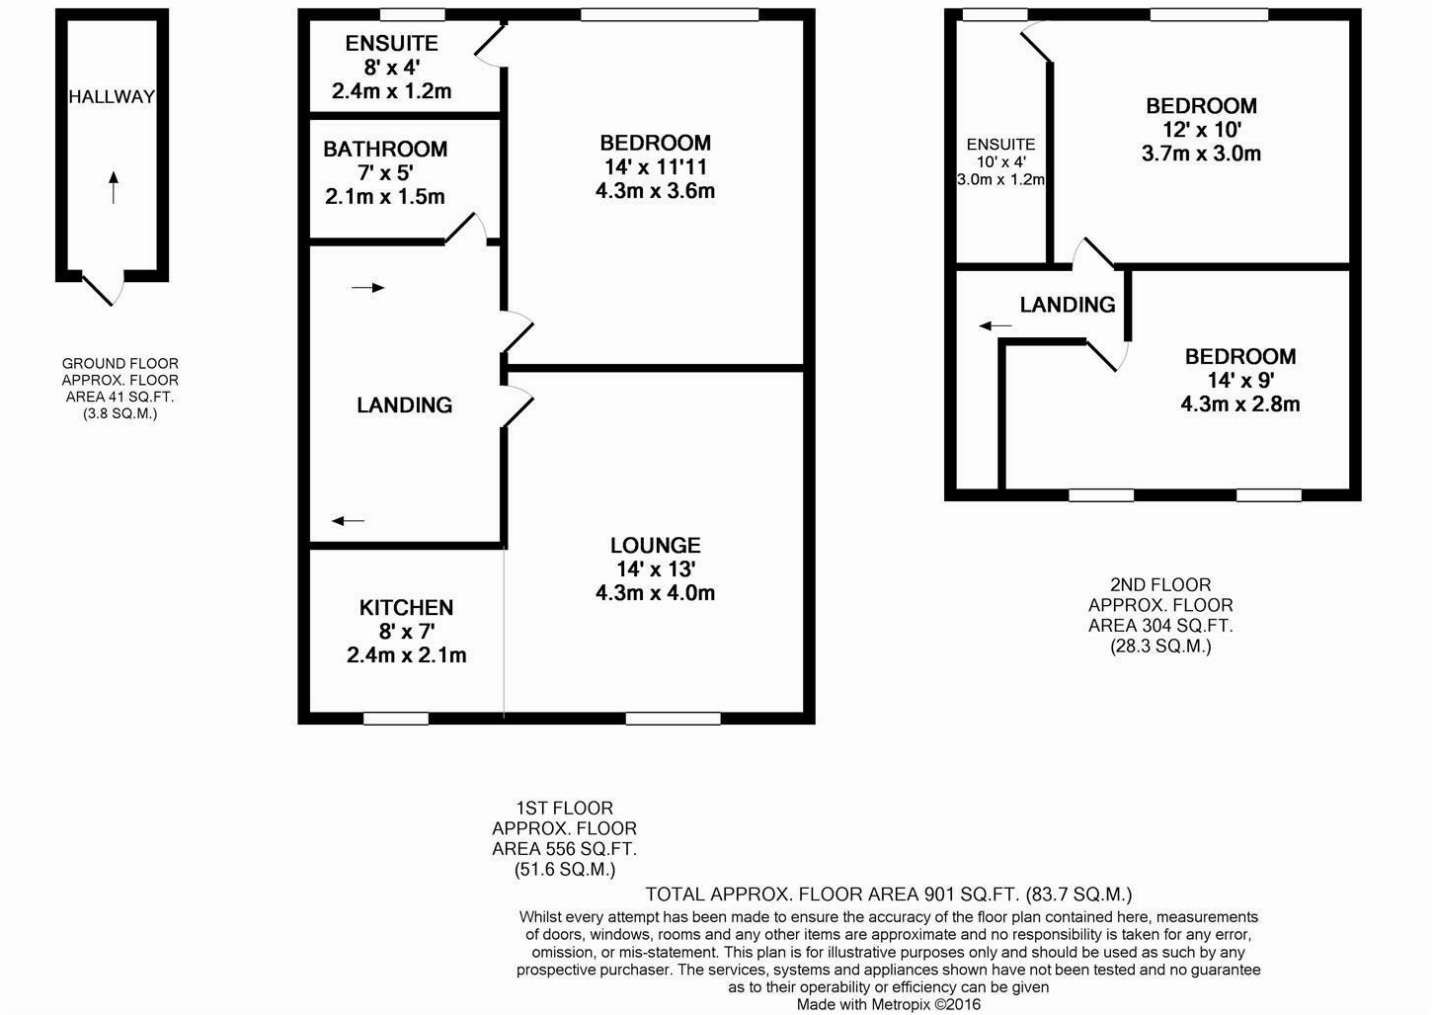 HALLWAY
GROUND FLOOR
APPROX. FLOOR
AREA 41 SQ.FT.
(3.8 SQ.M.)
ENSUITE
8' x 4'
2.4m x 1.2m
BATHROOM
7' x 5'
2.1m x 1.5m
BEDROOM
14' x 11'11
4.3m x 3.6m
LANDING
LOUNGE
14' x 13'
4.3m x 4.0m
KITCHEN
8' x 7'
2.4m x 2.1m
1ST FLOOR
APPROX. FLOOR
AREA 556 SQ.FT.
(51.6 SQ.M.)
ENSUITE
10' x 4'
3.0m x 1.2m
BEDROOM
12' x 10'
3.7m x 3.0m
LANDING
BEDROOM
14' x 9'
4.3m x 2.8m
2ND FLOOR
APPROX. FLOOR
AREA 304 SQ.FT.
(28.3 SQ.M.)
TOTAL APPROX. FLOOR AREA 901 SQ.FT. (83.7 SQ.M.)
Whilst every attempt has been made to ensure the accuracy of the floor plan contained here, measurements
of doors, windows, rooms and any other items are approximate and no responsibility is taken for any error,
omission, or mis-statement. This plan is for illustrative purposes only and should be used as such by any
prospective purchaser. The services, systems and appliances shown have not been tested and no guarantee
as to their operability or efficiency can be given
Made with Metropix ©2016